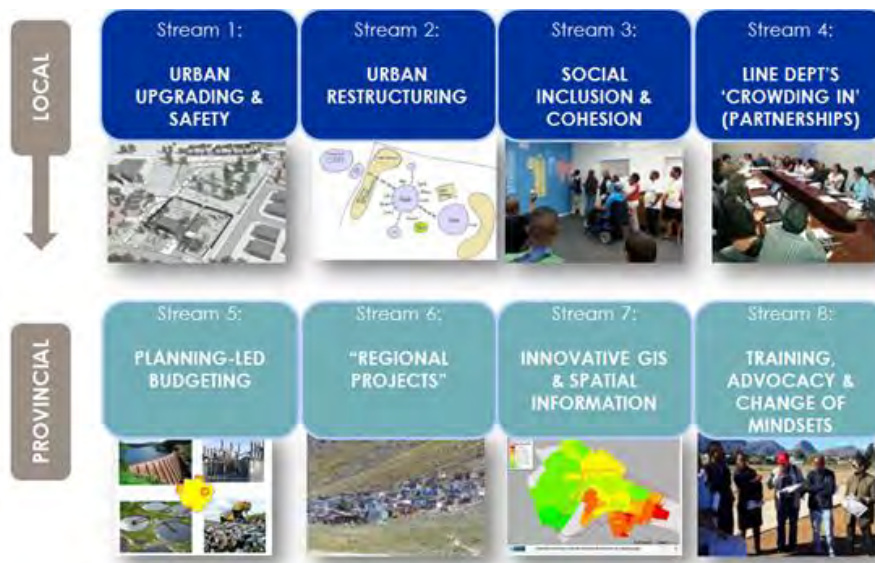 LOCAL
Stream 1:
URBAN
UPGRADING &
SAFETY
Stream 2:
URBAN
RESTRUCTURING
Stream 3:
SOCIAL
INCLUSION &
COHESION
Stream 4:
LINE DEPT'S
'CROWDING IN'
(PARTNERSHIPS)
PROVINCIAL
Stream 5:
PLANNING-LED
BUDGETING
Stream 6:
"REGIONAL
PROJECTS"
Stream 7:
INNOVATIVE GIS
& SPATIAL
INFORMATION
Stream 8:
TRAINING,
ADVOCACY &
CHANGE OF
MINDSETS